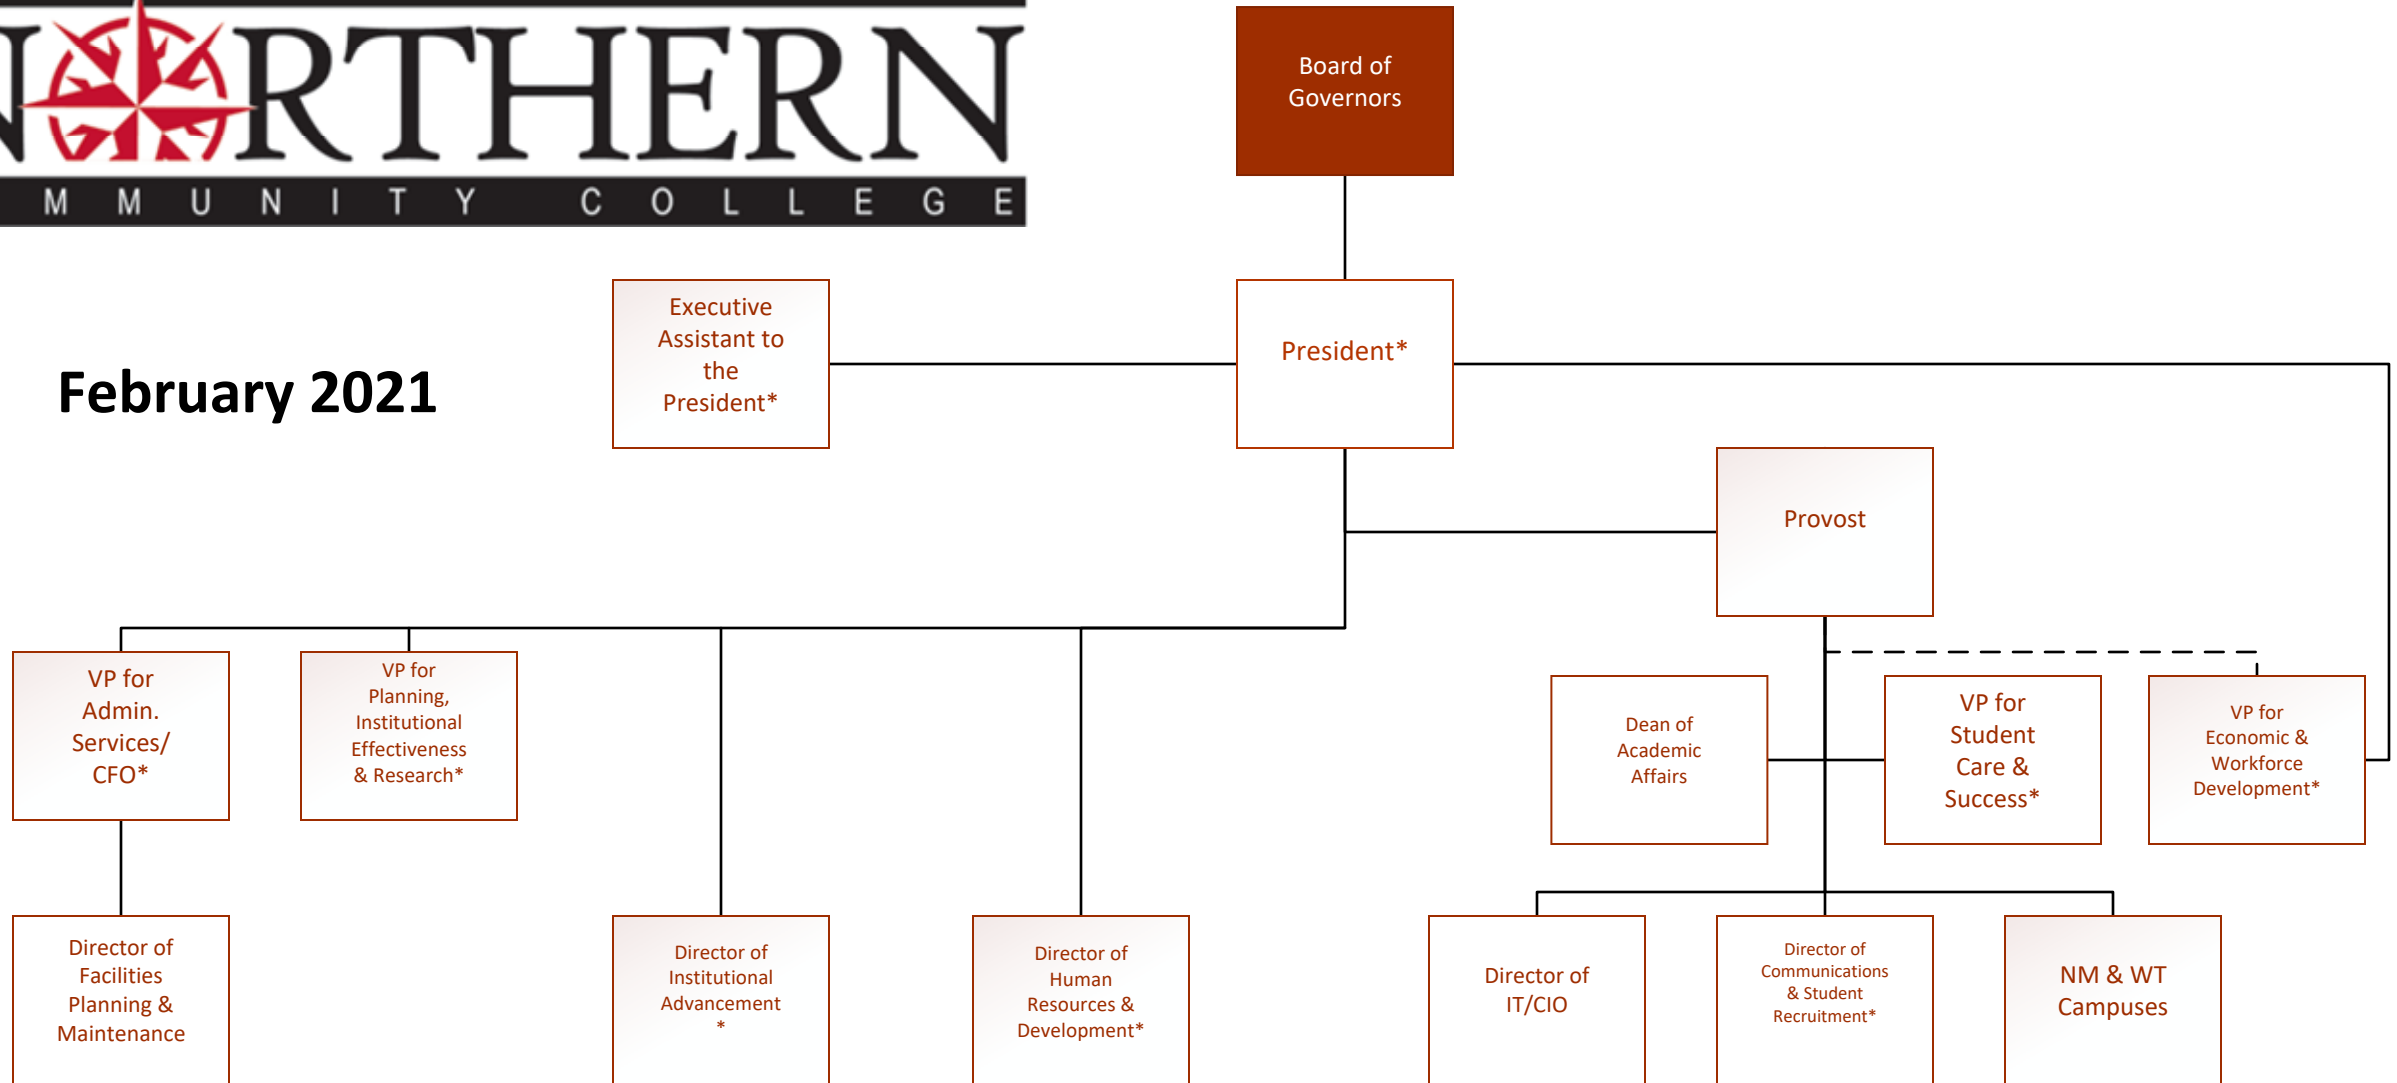 NORTHERN
MMUNITY COLLEGE
February 2021
Board of
Governors
Executive
Assistant to
the
President*
President*
Provost
VP for
Admin.
Services/
CFO*
VP for
Planning,
Institutional
Effectiveness
& Research*
Dean of
Academic
Affairs
VP for
Student
Care &
Success*
VP for
Economic &
Workforce
Development*
Director of
Facilities
Planning &
Maintenance
Director of
Institutional
Advancement
*
Director of
Human
Resources &
Development*
Director of
IT/CIO
Director of
Communications
& Student
Recruitment*
NM & WT
Campuses